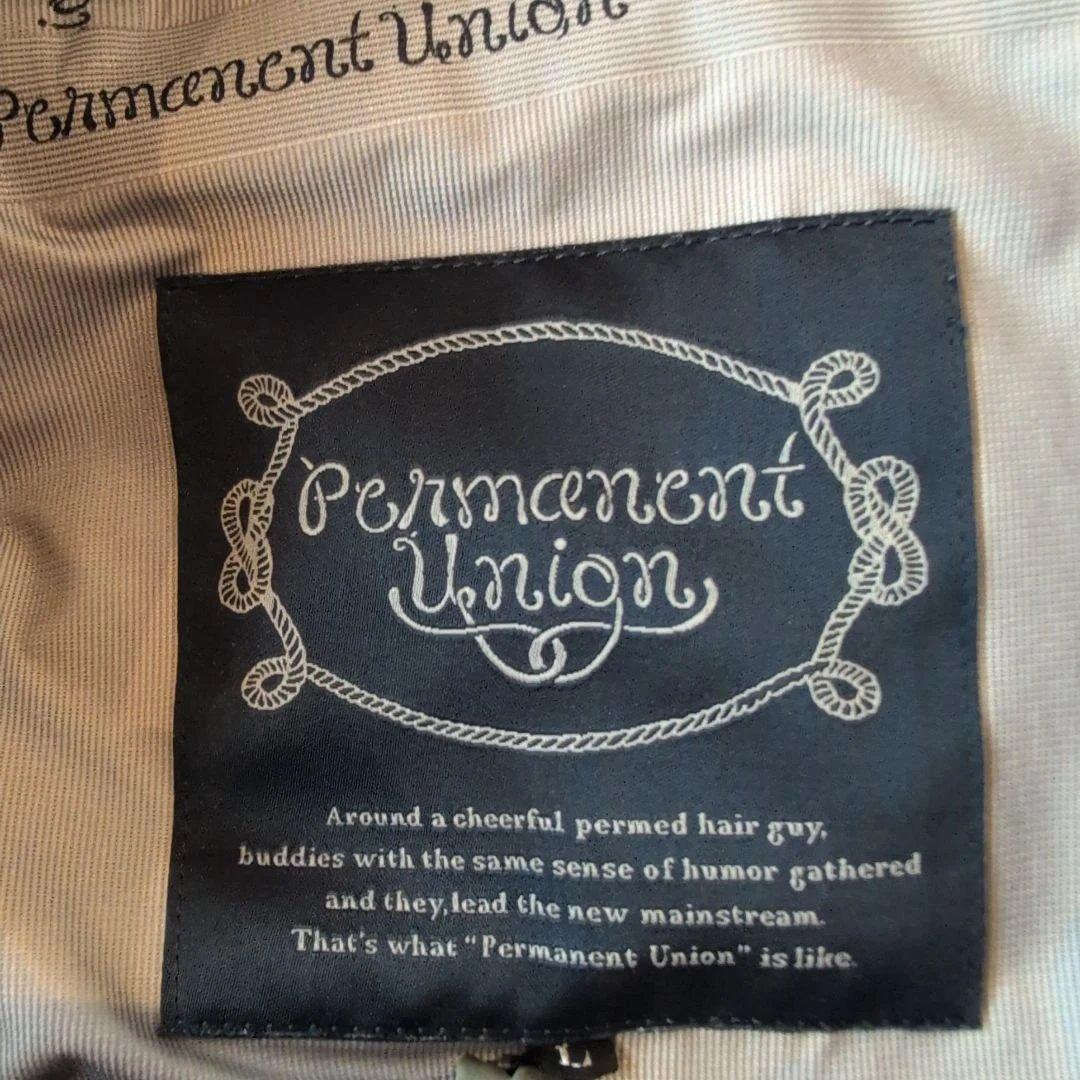 Permanent Union
Permanent
Union
Around a cheerful permed hair guy,
buddies with the same sense of humor gathered
and they, lead the new mainstream.
That's what "Permanent Union" is like.
L